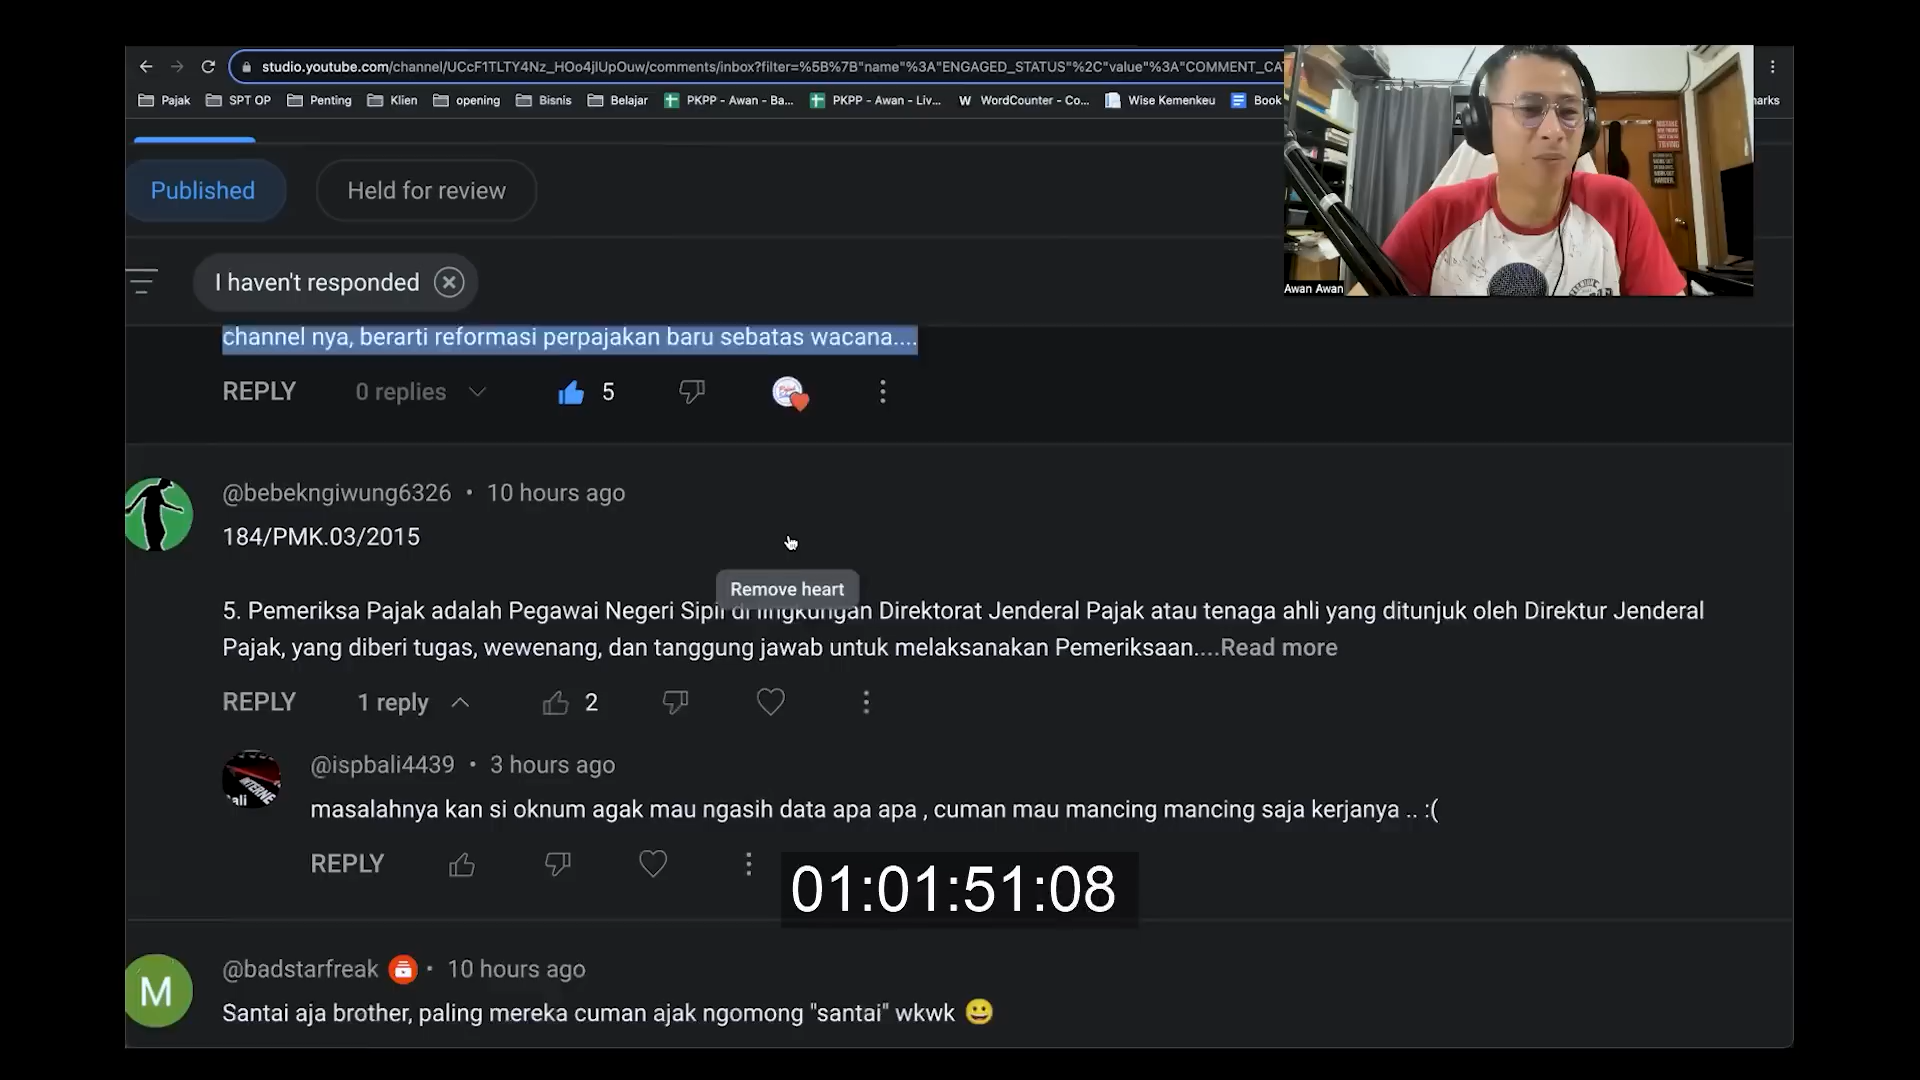 studio.youtube.com/channel/UCcF1TLTY4Nz_HOo4jlUpOuw/comments/inbox?filter=%5B%7B"name"%3A"ENGAGED_STATUS"%2C"value"%3A"COMMENT_CA
Pajak SPT OP Penting Klien opening Bisnis Belajar PKPP - Awan - Ba... PKPP - Awan - Liv... WordCounter - Co... Wise Kemenkeu Book
Awan Awan
Published Held for review
I haven't responded
channel nya, berarti reformasi perpajakan baru sebatas wacana....
REPLY 0 replies 5
@bebekngiwung6326 • 10 hours ago
184/PMK.03/2015
Remove heart
5. Pemeriksa Pajak adalah Pegawai Negeri Sipil di lingkungan Direktorat Jenderal Pajak atau tenaga ahli yang ditunjuk oleh Direktur Jenderal
Pajak, yang diberi tugas, wewenang, dan tanggung jawab untuk melaksanakan Pemeriksaan....Read more
REPLY 1 reply 2
@ispbali4439 • 3 hours ago
masalahnya kan si oknum agak mau ngasih data apa apa , cuman mau mancing mancing saja kerjanya .. :(
REPLY
01:01:51:08
M
@badstarfreak • 10 hours ago
Santai aja brother, paling mereka cuman ajak ngomong "santai" wkwk 😀